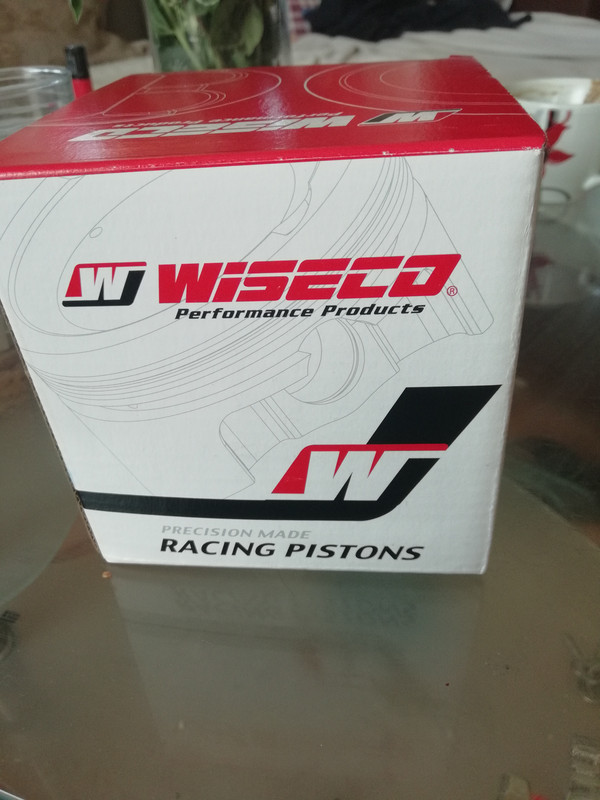 WISECO
W WISECO®
Performance Products
W
PRECISION MADE
RACING PISTONS